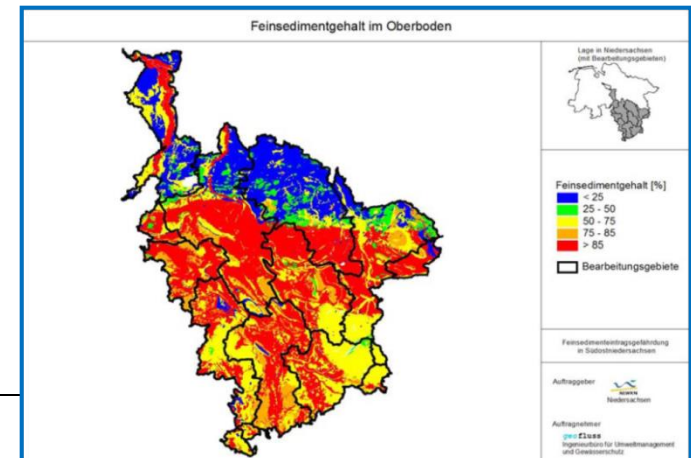 Feinsedimentgehalt im Oberboden
Lage in Niedersachsen
(mit Bearbeitungsgebieten)
Feinsedimentgehalt [%]
< 25
25 - 50
50 - 75
75 - 85
> 85
Bearbeitungsgebiete
Feinsedimenteintragsgefährdung
in Südostniedersachsen
Auftraggeber
NLWKN
Niedersachsen
Auftragnehmer
geofluss
Ingenieurbüro für Umweltmanagement
und Gewässerschutz